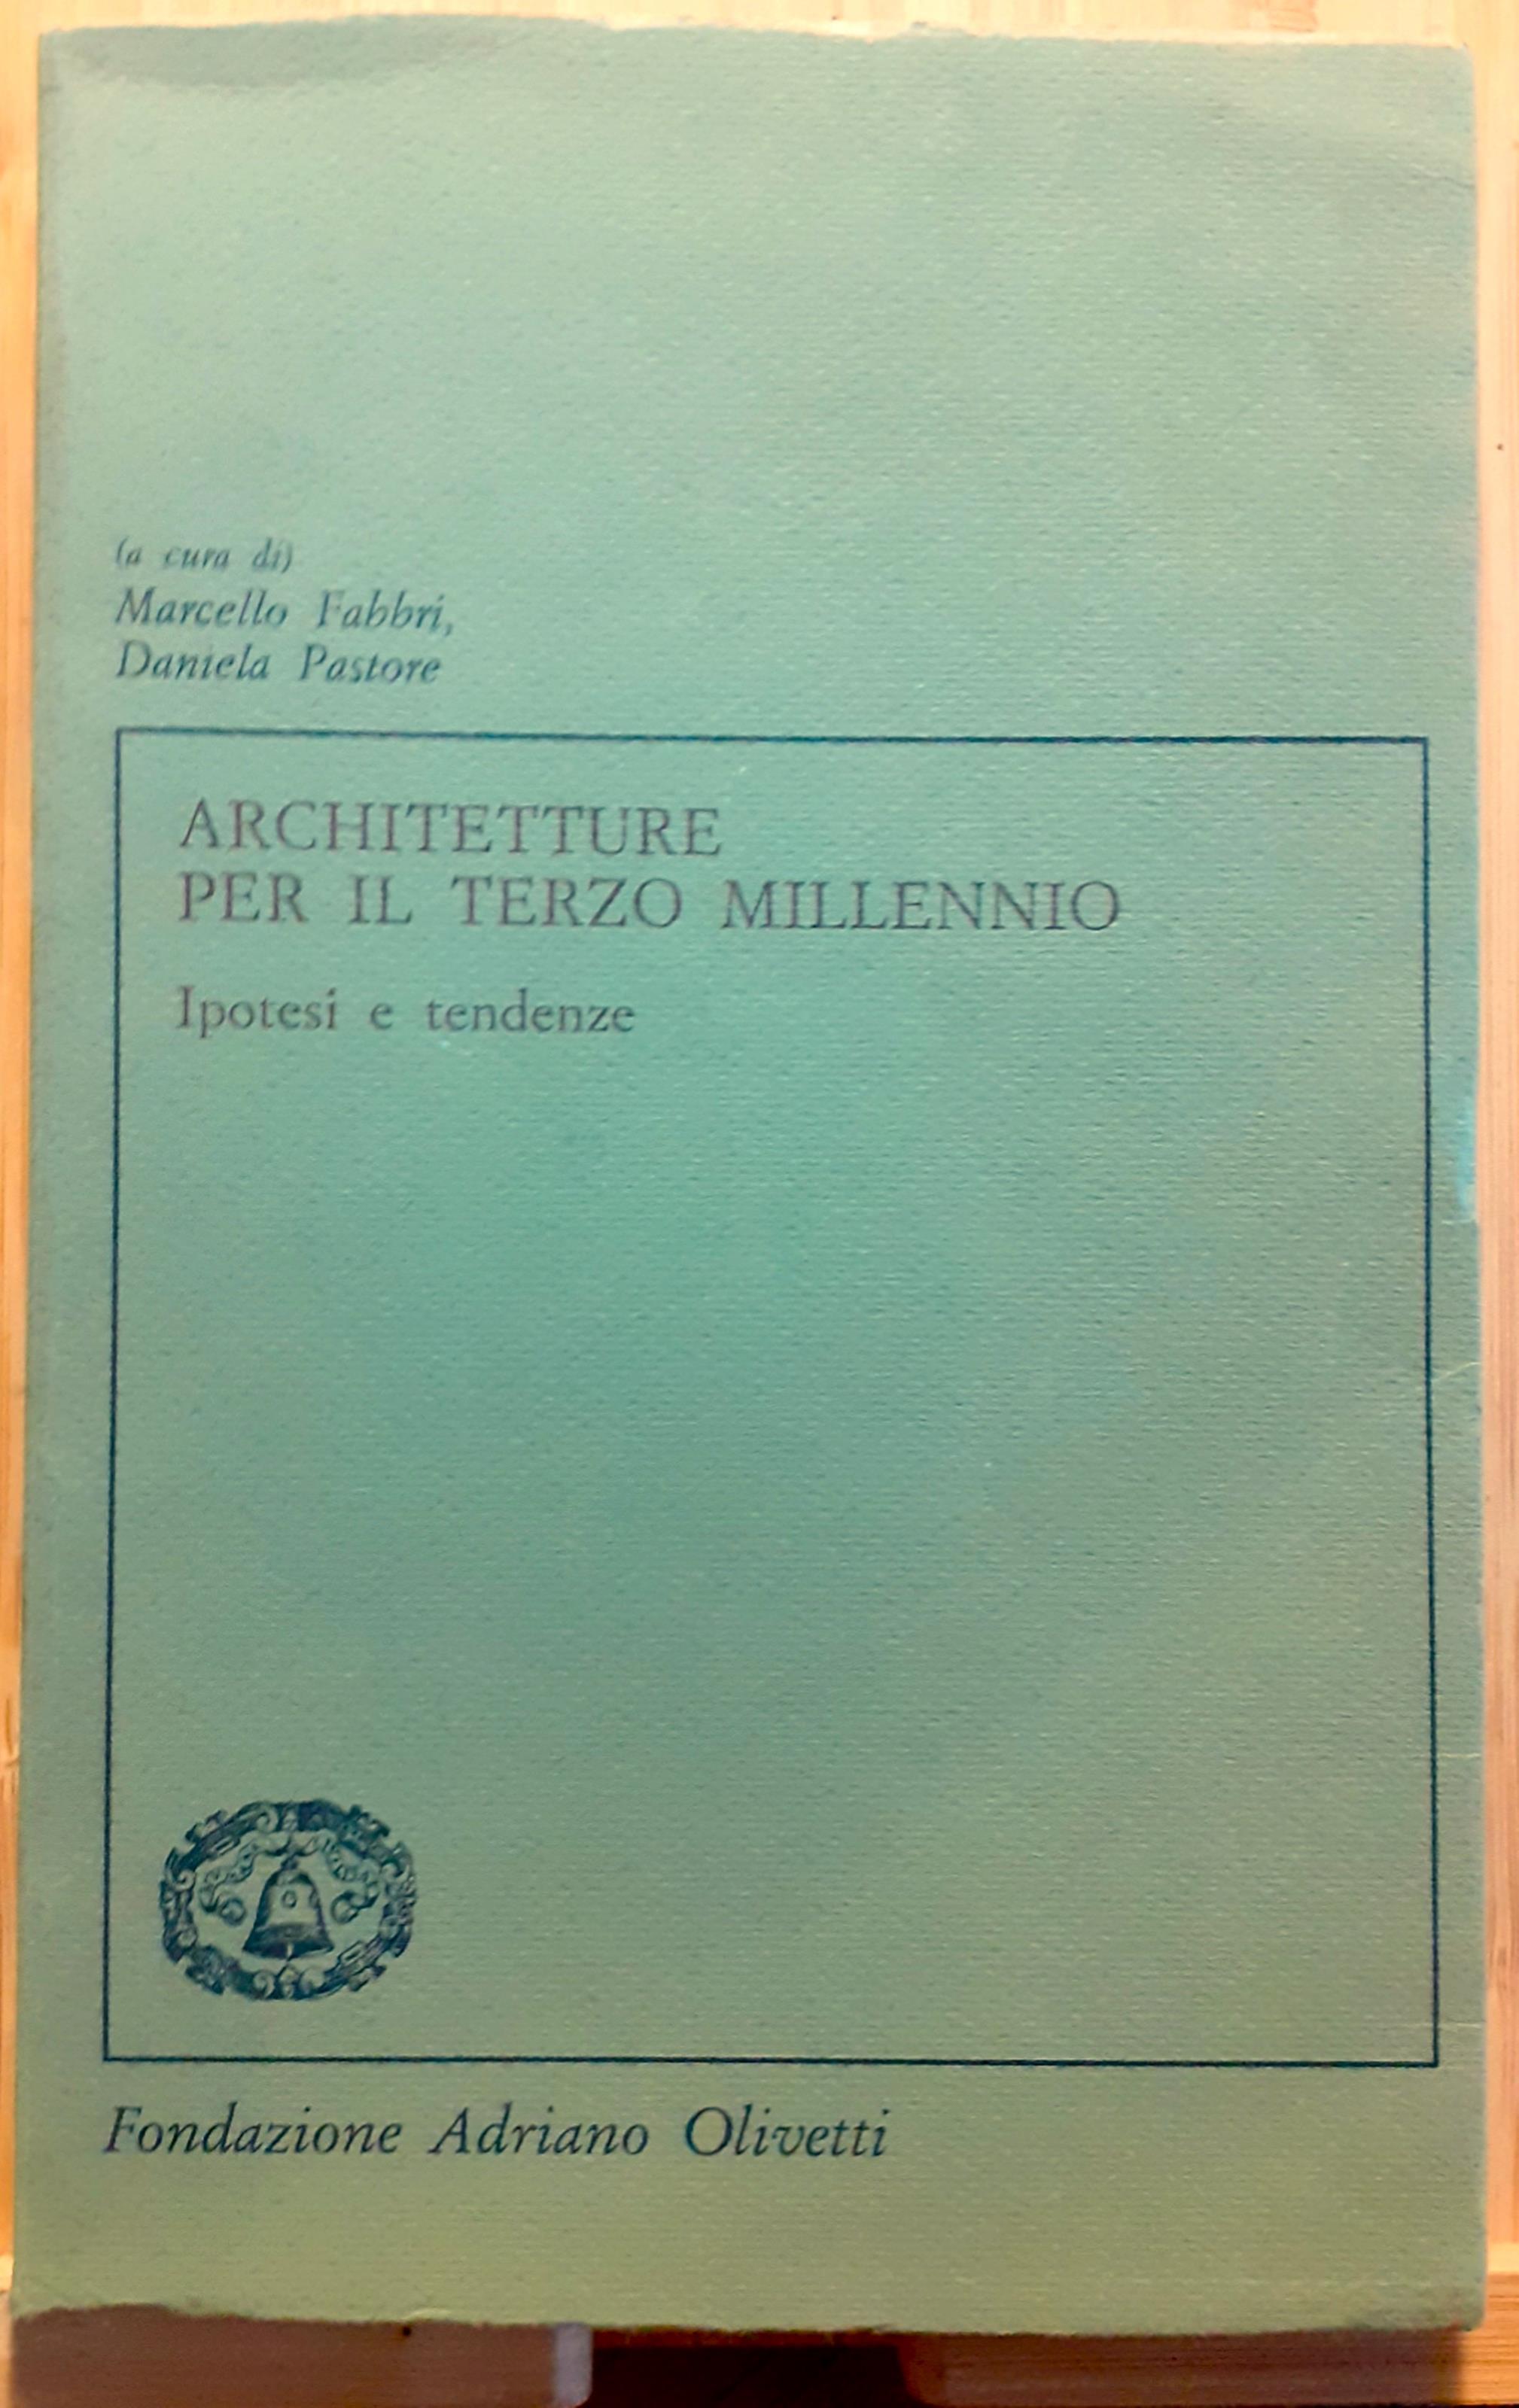 (a cura di)
Marcello Fabbri,
Daniela Pastore
ARCHITETTURE
PER IL TERZO MILLENNIO
Ipotesi e tendenze
Fondazione Adriano Olivetti